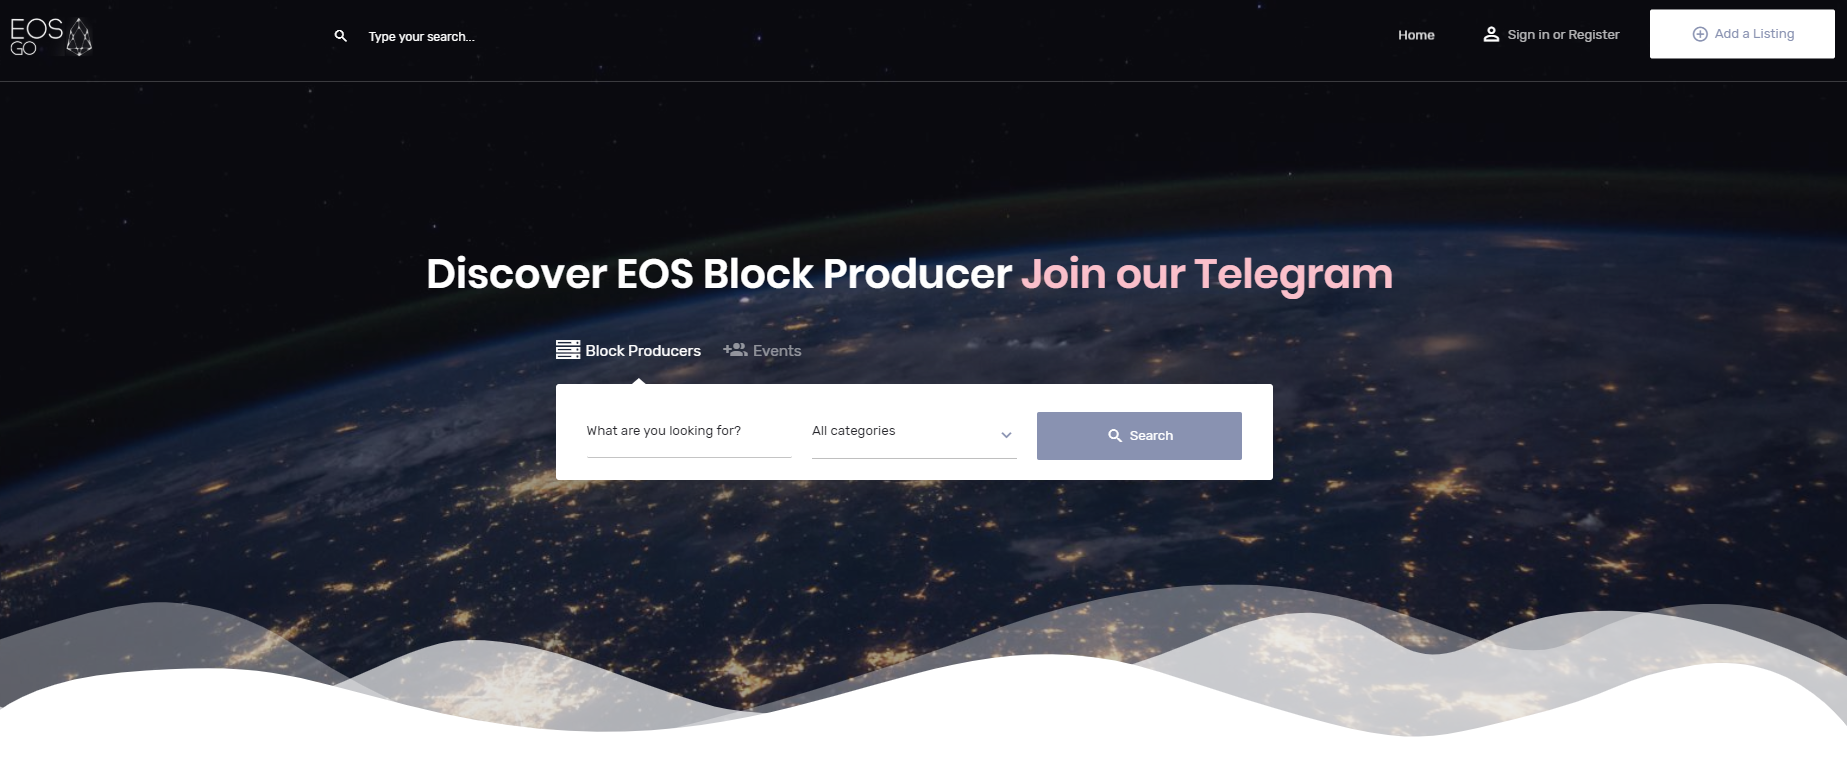 EOS
GO
Type your search...
Home
Sign in or Register
Add a Listing
Discover EOS Block Producer Join our Telegram
Block Producers
Events
What are you looking for?
All categories
Search